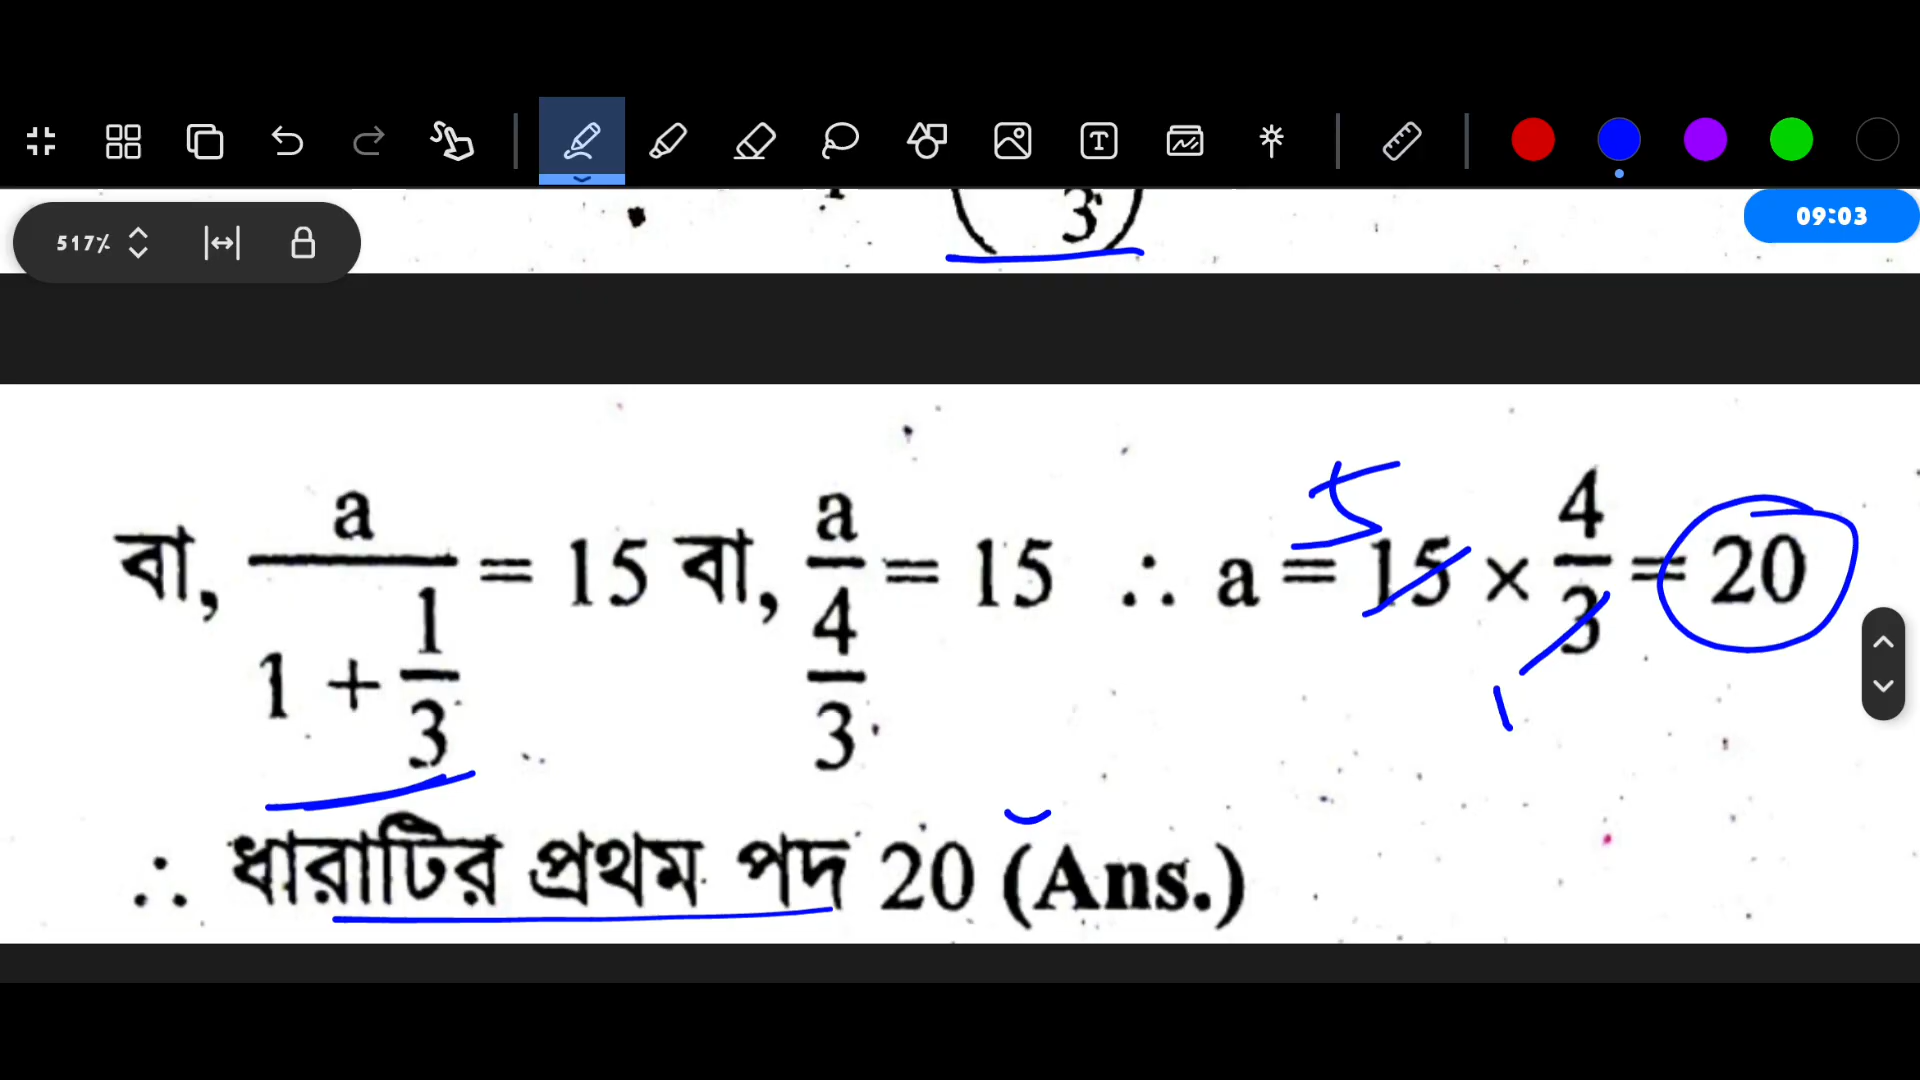 517%
09:03
3
বা, a / (1 + 1/3) = 15 বা, a / (4/3) = 15 ∴ a = 15 × 4/3 = 20
5
1
∴ ধারাটির প্রথম পদ 20 (Ans.)